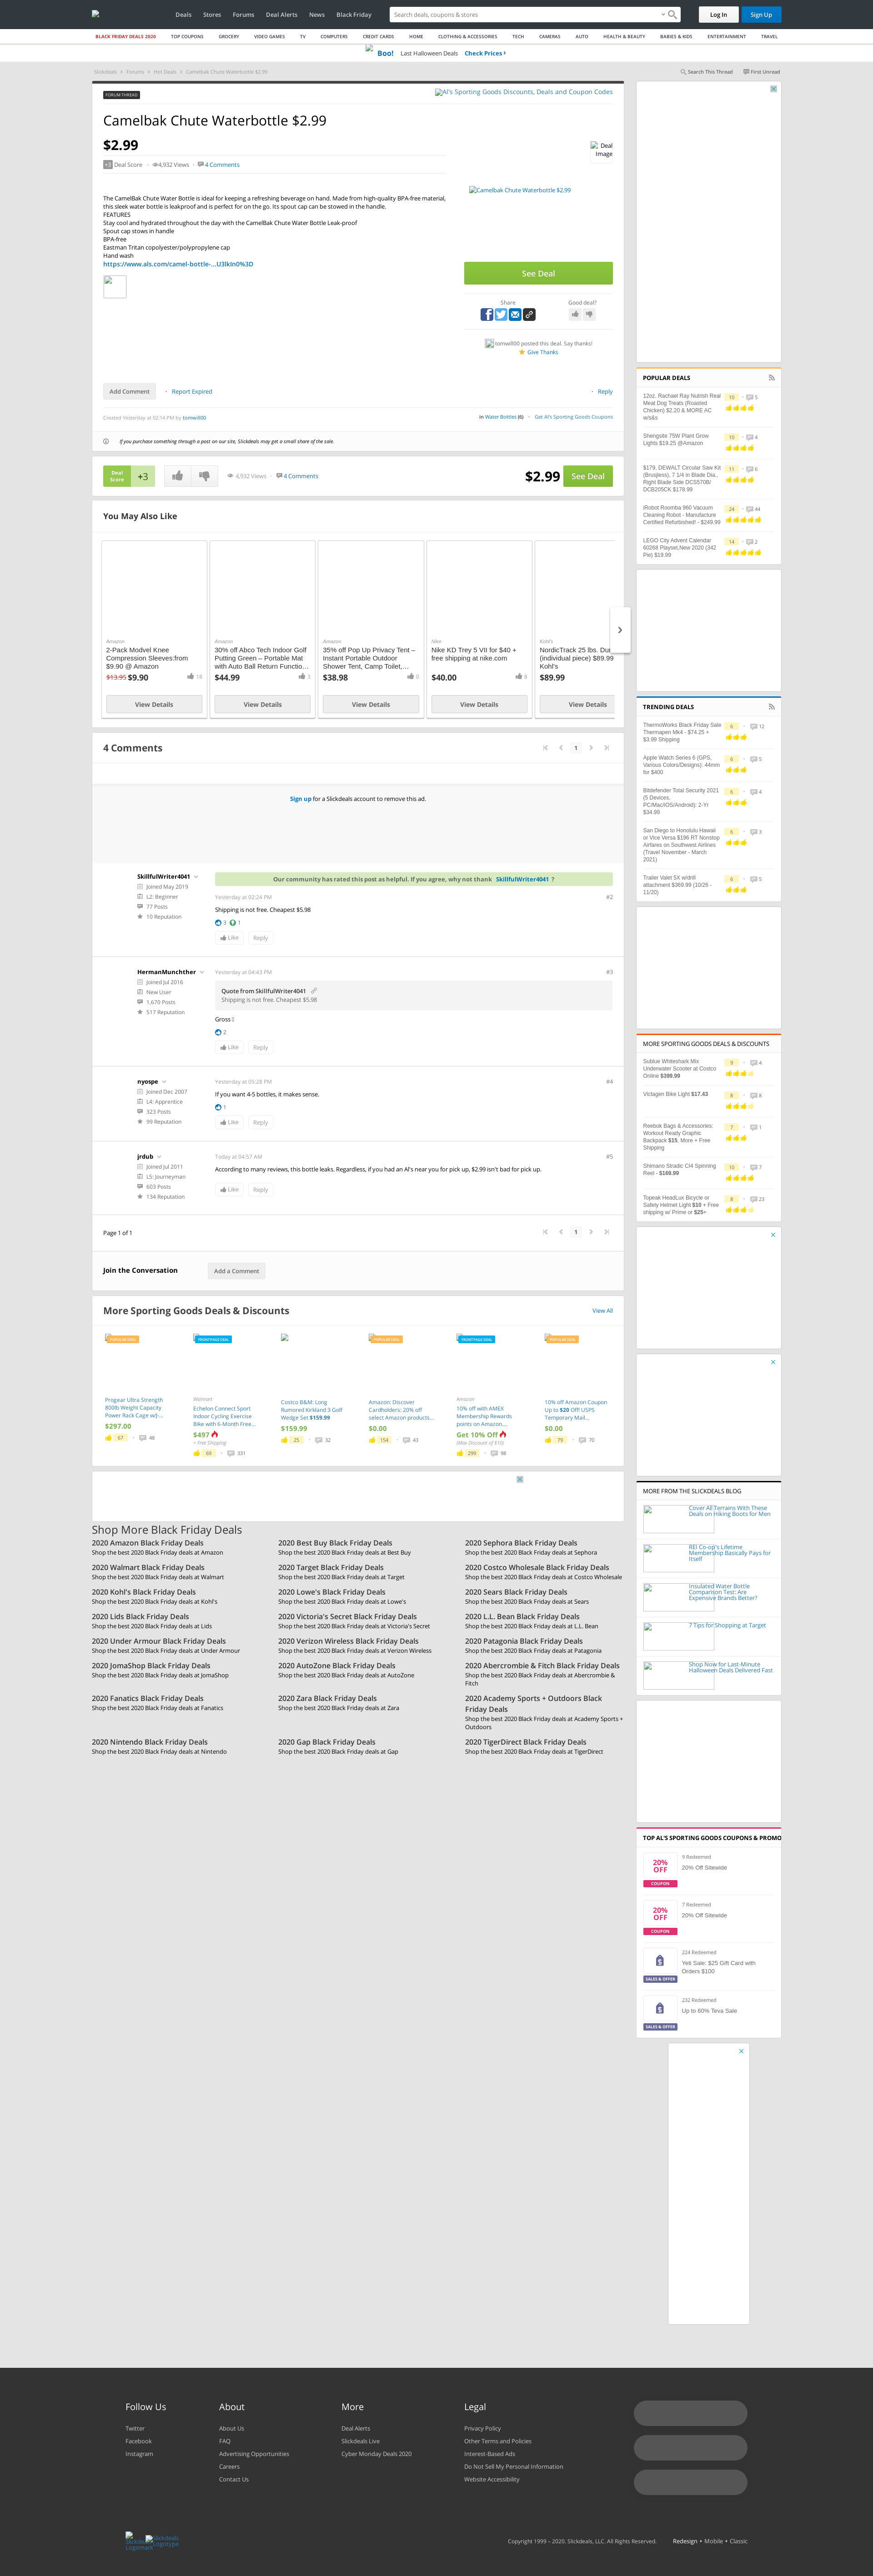 Deals Stores Forums Deal Alerts News Black Friday
Search deals, coupons & stores
Log In
Sign Up
BLACK FRIDAY DEALS 2020 TOP COUPONS GROCERY VIDEO GAMES TV COMPUTERS CREDIT CARDS HOME CLOTHING & ACCESSORIES TECH CAMERAS AUTO HEALTH & BEAUTY BABIES & KIDS ENTERTAINMENT TRAVEL
Boo! Last Halloween Deals Check Prices ›
Slickdeals > Forums > Hot Deals > Camelbak Chute Waterbottle $2.99
Search This Thread First Unread
FORUM THREAD
Al's Sporting Goods Discounts, Deals and Coupon Codes
Camelbak Chute Waterbottle $2.99
$2.99
+3 Deal Score · 4,932 Views · 4 Comments
Deal Image
Camelbak Chute Waterbottle $2.99
The CamelBak Chute Water Bottle is ideal for keeping a refreshing beverage on hand. Made from high-quality BPA-free material,
this sleek water bottle is leakproof and is perfect for on the go. Its spout cap can be stowed in the handle.
FEATURES
Stay cool and hydrated throughout the day with the CamelBak Chute Water Bottle Leak-proof
Spout cap stows in handle
BPA-free
Eastman Tritan copolyester/polypropylene cap
Hand wash
https://www.als.com/camel-bottle-...U3lkIn0%3D
See Deal
Share
Good deal?
tomwill00 posted this deal. Say thanks!
Give Thanks
Add Comment · Report Expired
· Reply
Created Yesterday at 02:14 PM by tomwill00
in Water Bottles (6) · Get Al's Sporting Goods Coupons
If you purchase something through a post on our site, Slickdeals may get a small share of the sale.
Deal Score +3
4,932 Views · 4 Comments
$2.99
See Deal
You May Also Like
Amazon
2-Pack Modvel Knee Compression Sleeves:from $9.90 @ Amazon
$13.95 $9.90 18
View Details
Amazon
30% off Abco Tech Indoor Golf Putting Green – Portable Mat with Auto Ball Return Functio...
$44.99 3
View Details
Amazon
35% off Pop Up Privacy Tent – Instant Portable Outdoor Shower Tent, Camp Toilet,...
$38.98 0
View Details
Nike
Nike KD Trey 5 VII for $40 + free shipping at nike.com
$40.00 8
View Details
Kohl's
NordicTrack 25 lbs. Du
(individual piece) $89.99
Kohl's
$89.99
View Details
4 Comments
1
Sign up for a Slickdeals account to remove this ad.
SkillfulWriter4041
Joined May 2019
L2: Beginner
77 Posts
10 Reputation
Our community has rated this post as helpful. If you agree, why not thank SkillfulWriter4041 ?
Yesterday at 02:24 PM
#2
Shipping is not free. Cheapest $5.98
3 1
Like Reply
HermanMunchther
Joined Jul 2016
New User
1,670 Posts
517 Reputation
Yesterday at 04:43 PM
#3
Quote from SkillfulWriter4041
Shipping is not free. Cheapest $5.98
Gross
2
Like Reply
nyospe
Joined Dec 2007
L4: Apprentice
323 Posts
99 Reputation
Yesterday at 05:28 PM
#4
If you want 4-5 bottles, it makes sense.
1
Like Reply
jrdub
Joined Jul 2011
L5: Journeyman
603 Posts
134 Reputation
Today at 04:57 AM
#5
According to many reviews, this bottle leaks. Regardless, if you had an Al's near you for pick up, $2.99 isn't bad for pick up.
Like Reply
Page 1 of 1
1
Join the Conversation
Add a Comment
More Sporting Goods Deals & Discounts
View All
POPULAR DEAL
Progear Ultra Strength 800lb Weight Capacity Power Rack Cage w/J-...
$297.00
67 · 48
FRONTPAGE DEAL
Walmart
Echelon Connect Sport Indoor Cycling Exercise Bike with 6-Month Free...
$497
+ Free Shipping
68 · 331
Costco B&M: Long Rumored Kirkland 3 Golf Wedge Set $159.99
$159.99
25 · 32
POPULAR DEAL
Amazon: Discover Cardholders: 20% off select Amazon products...
$0.00
154 · 43
FRONTPAGE DEAL
Amazon
10% off with AMEX Membership Rewards points on Amazon...
Get 10% Off
(Max Discount of $10)
299 · 98
POPULAR DEAL
10% off Amazon Coupon Up to $20 Off! USPS Temporary Mail...
$0.00
79 · 70
Shop More Black Friday Deals
2020 Amazon Black Friday Deals
Shop the best 2020 Black Friday deals at Amazon
2020 Best Buy Black Friday Deals
Shop the best 2020 Black Friday deals at Best Buy
2020 Sephora Black Friday Deals
Shop the best 2020 Black Friday deals at Sephora
2020 Walmart Black Friday Deals
Shop the best 2020 Black Friday deals at Walmart
2020 Target Black Friday Deals
Shop the best 2020 Black Friday deals at Target
2020 Costco Wholesale Black Friday Deals
Shop the best 2020 Black Friday deals at Costco Wholesale
2020 Kohl's Black Friday Deals
Shop the best 2020 Black Friday deals at Kohl's
2020 Lowe's Black Friday Deals
Shop the best 2020 Black Friday deals at Lowe's
2020 Sears Black Friday Deals
Shop the best 2020 Black Friday deals at Sears
2020 Lids Black Friday Deals
Shop the best 2020 Black Friday deals at Lids
2020 Victoria's Secret Black Friday Deals
Shop the best 2020 Black Friday deals at Victoria's Secret
2020 L.L. Bean Black Friday Deals
Shop the best 2020 Black Friday deals at L.L. Bean
2020 Under Armour Black Friday Deals
Shop the best 2020 Black Friday deals at Under Armour
2020 Verizon Wireless Black Friday Deals
Shop the best 2020 Black Friday deals at Verizon Wireless
2020 Patagonia Black Friday Deals
Shop the best 2020 Black Friday deals at Patagonia
2020 JomaShop Black Friday Deals
Shop the best 2020 Black Friday deals at JomaShop
2020 AutoZone Black Friday Deals
Shop the best 2020 Black Friday deals at AutoZone
2020 Abercrombie & Fitch Black Friday Deals
Shop the best 2020 Black Friday deals at Abercrombie & Fitch
2020 Fanatics Black Friday Deals
Shop the best 2020 Black Friday deals at Fanatics
2020 Zara Black Friday Deals
Shop the best 2020 Black Friday deals at Zara
2020 Academy Sports + Outdoors Black Friday Deals
Shop the best 2020 Black Friday deals at Academy Sports + Outdoors
2020 Nintendo Black Friday Deals
Shop the best 2020 Black Friday deals at Nintendo
2020 Gap Black Friday Deals
Shop the best 2020 Black Friday deals at Gap
2020 TigerDirect Black Friday Deals
Shop the best 2020 Black Friday deals at TigerDirect
POPULAR DEALS
12oz. Rachael Ray Nutrish Real Meat Dog Treats (Roasted Chicken) $2.20 & MORE AC w/s&s
10 · 5
Shengsite 75W Plant Grow Lights $19.25 @Amazon
10 · 4
$179, DEWALT Circular Saw Kit (Brusjless), 7 1/4 in Blade Dia., Right Blade Side DCS570B/ DCB205CK $178.99
11 · 6
IRobot Roomba 960 Vacuum Cleaning Robot - Manufacture Certified Refurbished! - $249.99
24 · 44
LEGO City Advent Calendar 60268 Playset,New 2020 (342 Pie) $19.99
14 · 2
TRENDING DEALS
ThermoWorks Black Friday Sale Thermapen Mk4 - $74.25 + $3.99 Shipping
6 · 12
Apple Watch Series 6 (GPS, Various Colors/Designs): 44mm for $400
6 · 5
Bitdefender Total Security 2021 (5 Devices, PC/Mac/iOS/Android): 2-Yr $34.99
6 · 4
San Diego to Honolulu Hawaii or Vice Versa $196 RT Nonstop Airfares on Southwest Airlines (Travel November - March 2021)
6 · 3
Trailer Valet 5X w/drill attachment $369.99 (10/26 - 11/20)
6 · 5
MORE SPORTING GOODS DEALS & DISCOUNTS
Sublue Whiteshark Mix Underwater Scooter at Costco Online $399.99
9 · 4
Victagen Bike Light $17.43
8 · 8
Reebok Bags & Accessories: Workout Ready Graphic Backpack $15, More + Free Shipping
7 · 1
Shimano Stradic CI4 Spinning Reel - $169.99
10 · 7
Topeak HeadLux Bicycle or Safety Helmet Light $10 + Free shipping w/ Prime or $25+
8 · 23
MORE FROM THE SLICKDEALS BLOG
Cover All Terrains With These Deals on Hiking Boots for Men
REI Co-op's Lifetime Membership Basically Pays for Itself
Insulated Water Bottle Comparison Test: Are Expensive Brands Better?
7 Tips for Shopping at Target
Shop Now for Last-Minute Halloween Deals Delivered Fast
TOP AL'S SPORTING GOODS COUPONS & PROMO
20% OFF
COUPON
9 Redeemed
20% Off Sitewide
20% OFF
COUPON
7 Redeemed
20% Off Sitewide
SALES & OFFER
224 Redeemed
Yeti Sale: $25 Gift Card with Orders $100
SALES & OFFER
232 Redeemed
Up to 60% Teva Sale
Follow Us
Twitter
Facebook
Instagram
About
About Us
FAQ
Advertising Opportunities
Careers
Contact Us
More
Deal Alerts
Slickdeals Live
Cyber Monday Deals 2020
Legal
Privacy Policy
Other Terms and Policies
Interest-Based Ads
Do Not Sell My Personal Information
Website Accessibility
Slickdeals Logomark
Slickdeals Logotype
Copyright 1999 – 2020. Slickdeals, LLC. All Rights Reserved.
Redesign • Mobile • Classic